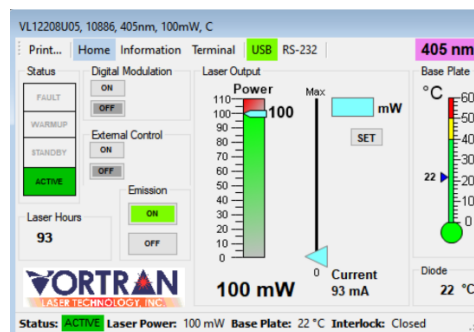 VL12208U05, 10886, 405nm, 100mW, C
Print... Home Information Terminal USB RS-232 405 nm
Status
FAULT
WARMUP
STANDBY
ACTIVE
Digital Modulation
ON
OFF
External Control
ON
OFF
Emission
ON
OFF
Laser Hours
93
VORTRAN
LASER TECHNOLOGY, INC.
Laser Output
Power
110
100
90
80
70
60
50
40
30
20
10
0
100
100 mW
Max
0
mW
SET
Current
93 mA
Base Plate
°C
60
50
40
30
20
10
0
22
Diode
22 °C
Status: ACTIVE Laser Power: 100 mW Base Plate: 22 °C Interlock: Closed